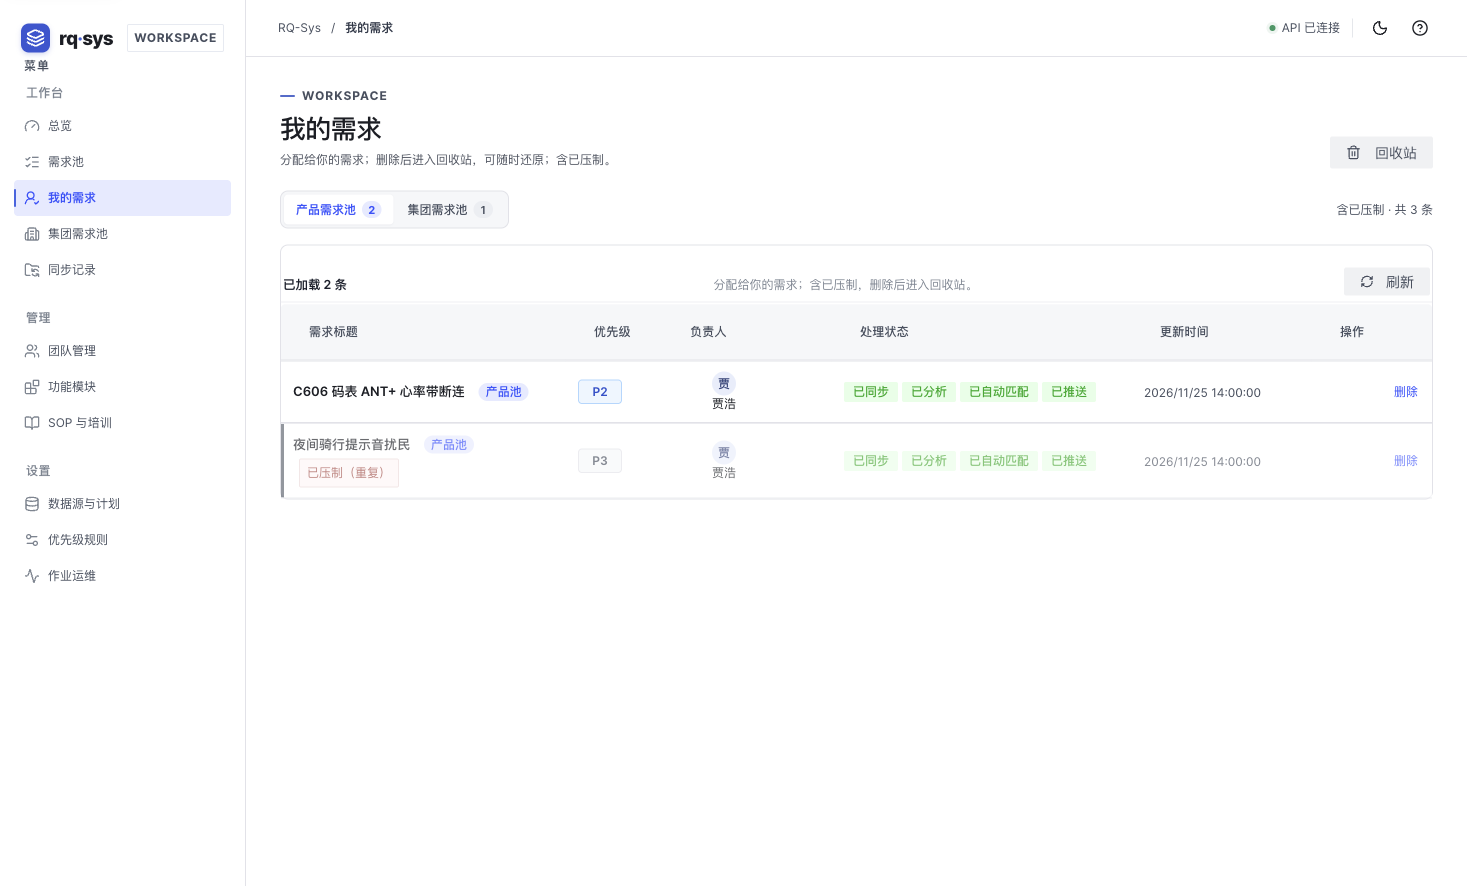 rq·sys WORKSPACE
菜单
工作台
总览
需求池
我的需求
集团需求池
同步记录
管理
团队管理
功能模块
SOP 与培训
设置
数据源与计划
优先级规则
作业运维
RQ-Sys / 我的需求
API 已连接
WORKSPACE
我的需求
分配给你的需求；删除后进入回收站，可随时还原；含已压制。
回收站
产品需求池 2 集团需求池 1
含已压制 · 共 3 条
已加载 2 条 分配给你的需求；含已压制，删除后进入回收站。 刷新
需求标题 优先级 负责人 处理状态 更新时间 操作
C606 码表 ANT+ 心率带断连 产品池 P2 贾 贾浩 已同步 已分析 已自动匹配 已推送 2026/11/25 14:00:00 删除
夜间骑行提示音扰民 产品池 已压制（重复） P3 贾 贾浩 已同步 已分析 已自动匹配 已推送 2026/11/25 14:00:00 删除